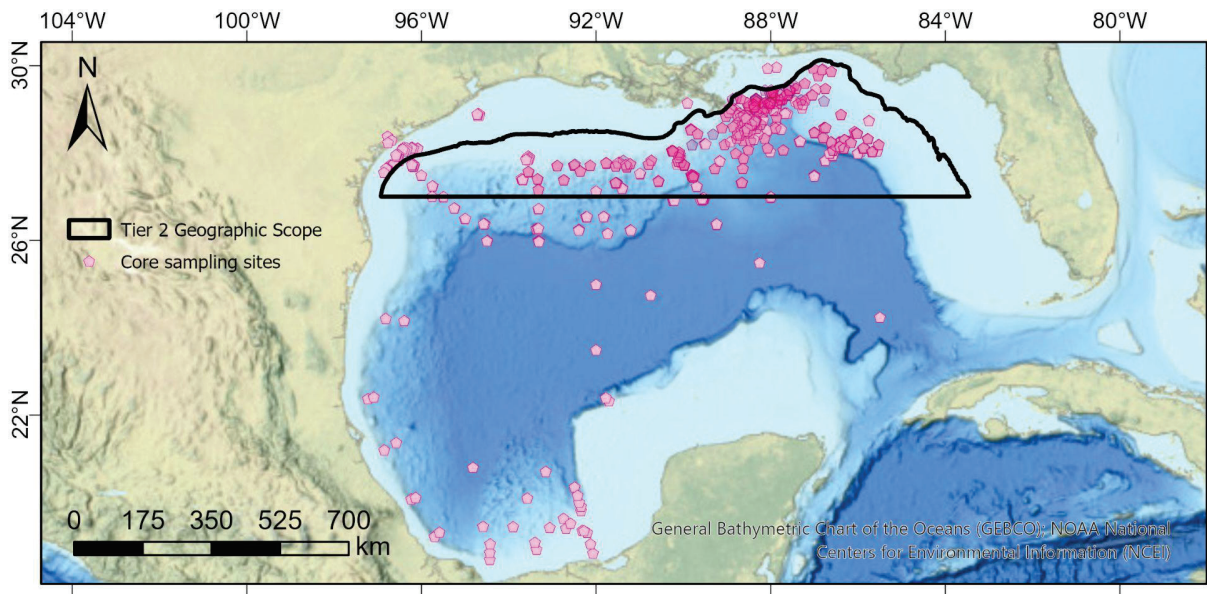 104°W 100°W 96°W 92°W 88°W 84°W 80°W
30°N
N
26°N
Tier 2 Geographic Scope
Core sampling sites
22°N
0 175 350 525 700
km
General Bathymetric Chart of the Oceans (GEBCO); NOAA National
Centers for Environmental Information (NCEI)